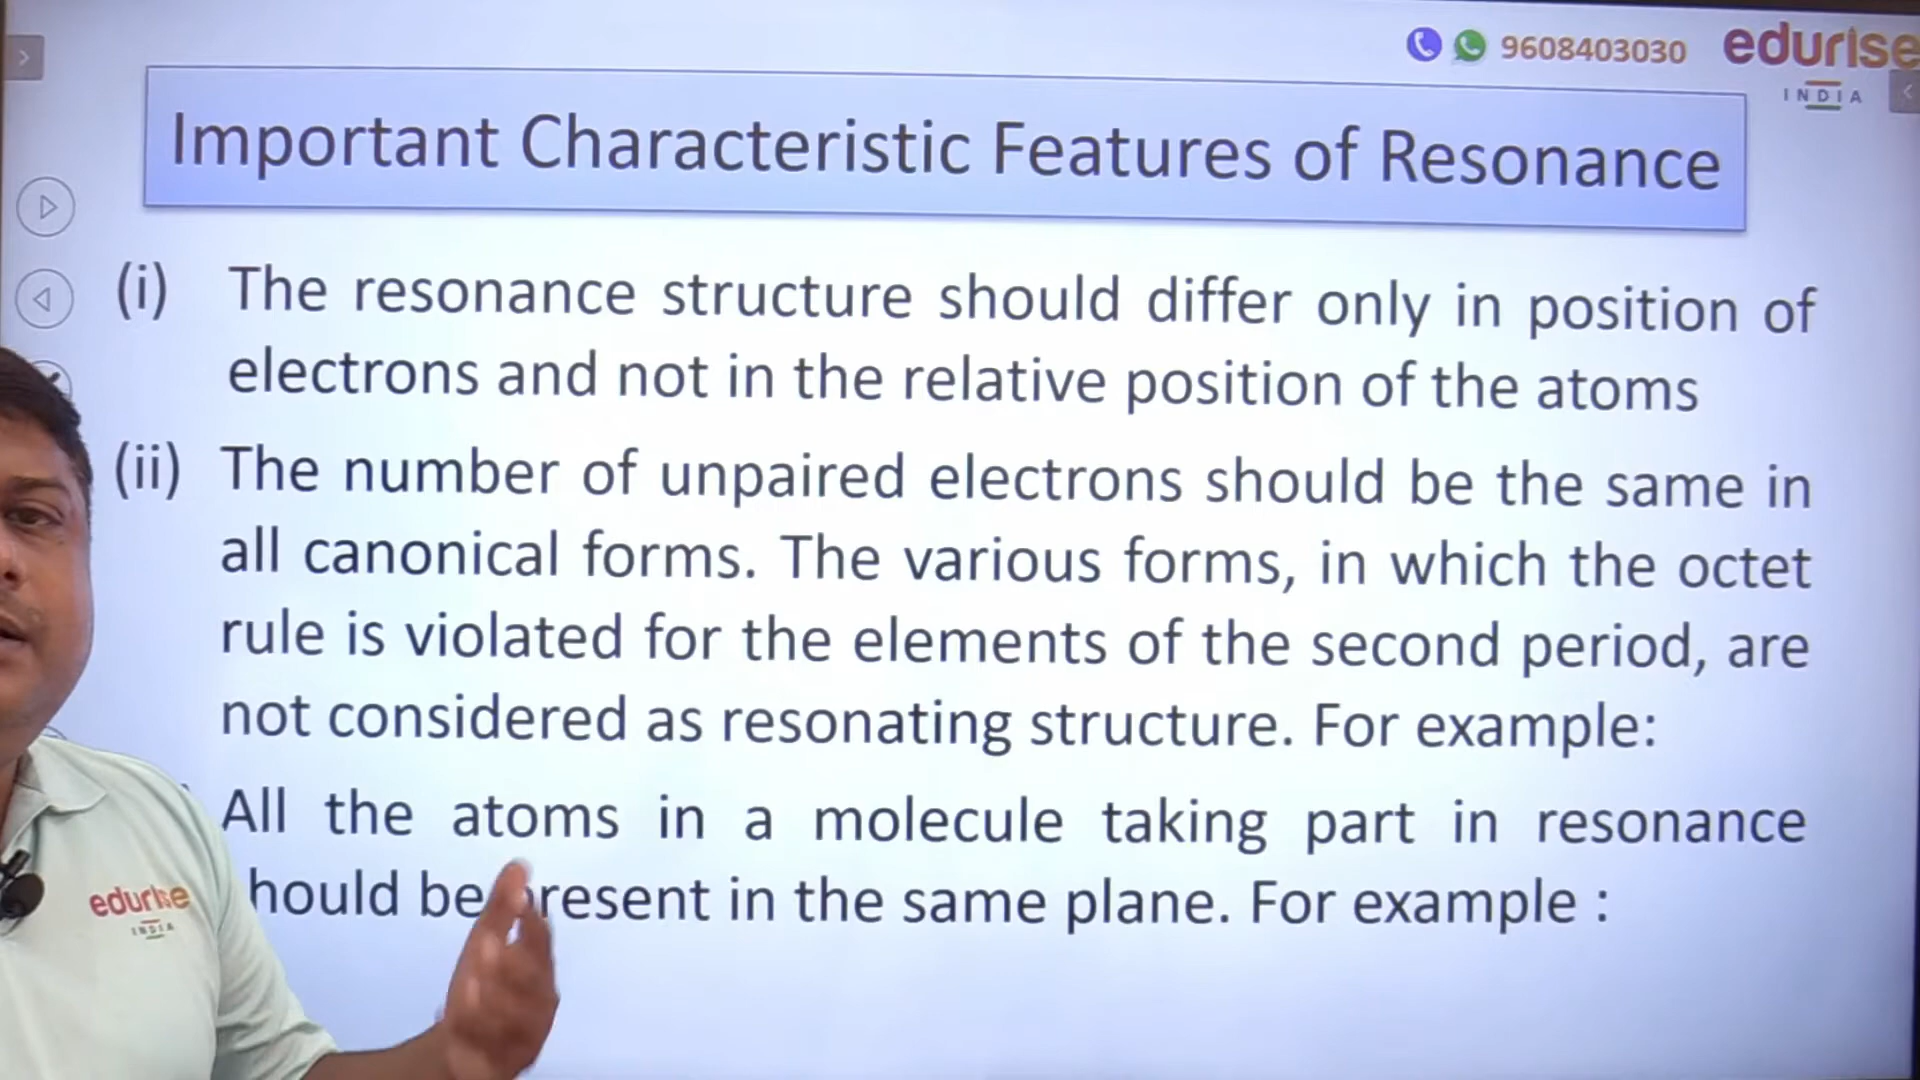 9608403030
edurise
INDIA
Important Characteristic Features of Resonance
(i) The resonance structure should differ only in position of
electrons and not in the relative position of the atoms
(ii) The number of unpaired electrons should be the same in
all canonical forms. The various forms, in which the octet
rule is violated for the elements of the second period, are
not considered as resonating structure. For example:
All the atoms in a molecule taking part in resonance
hould be resent in the same plane. For example :
edurise
INDIA